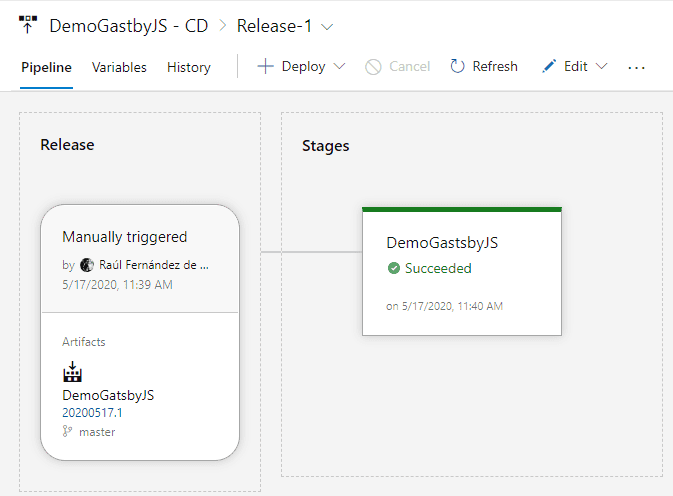 DemoGastbyJS - CD > Release-1
Pipeline Variables History Deploy Cancel Refresh Edit ...
Release
Stages
Manually triggered
by Raúl Fernández de ...
5/17/2020, 11:39 AM
Artifacts
DemoGatsbyJS
20200517.1
master
DemoGastsbyJS
Succeeded
on 5/17/2020, 11:40 AM